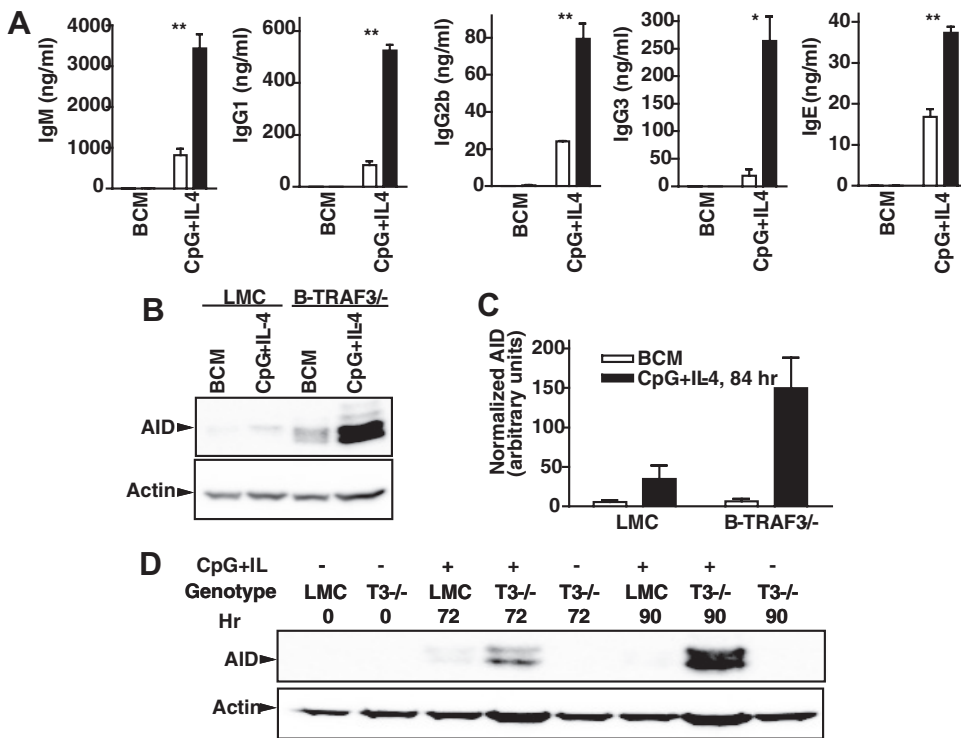 A
IgM (ng/ml)
4000
3000
2000
1000
0
**
BCM
CpG+IL4
IgG1 (ng/ml)
600
400
200
0
**
BCM
CpG+IL4
IgG2b (ng/ml)
80
60
40
20
0
**
BCM
CpG+IL4
IgG3 (ng/ml)
300
250
200
150
100
50
0
*
BCM
CpG+IL4
IgE (ng/ml)
40
30
20
10
0
**
BCM
CpG+IL4
B
LMC B-TRAF3/-
BCM CpG+IL-4 BCM CpG+IL-4
AID
Actin
C
Normalized AID
(arbitrary units)
200
150
100
50
0
BCM
CpG+IL-4, 84 hr
LMC B-TRAF3/-
D
CpG+IL - - + + - + + -
Genotype LMC T3-/- LMC T3-/- T3-/- LMC T3-/- T3-/-
Hr 0 0 72 72 72 90 90 90
AID
Actin